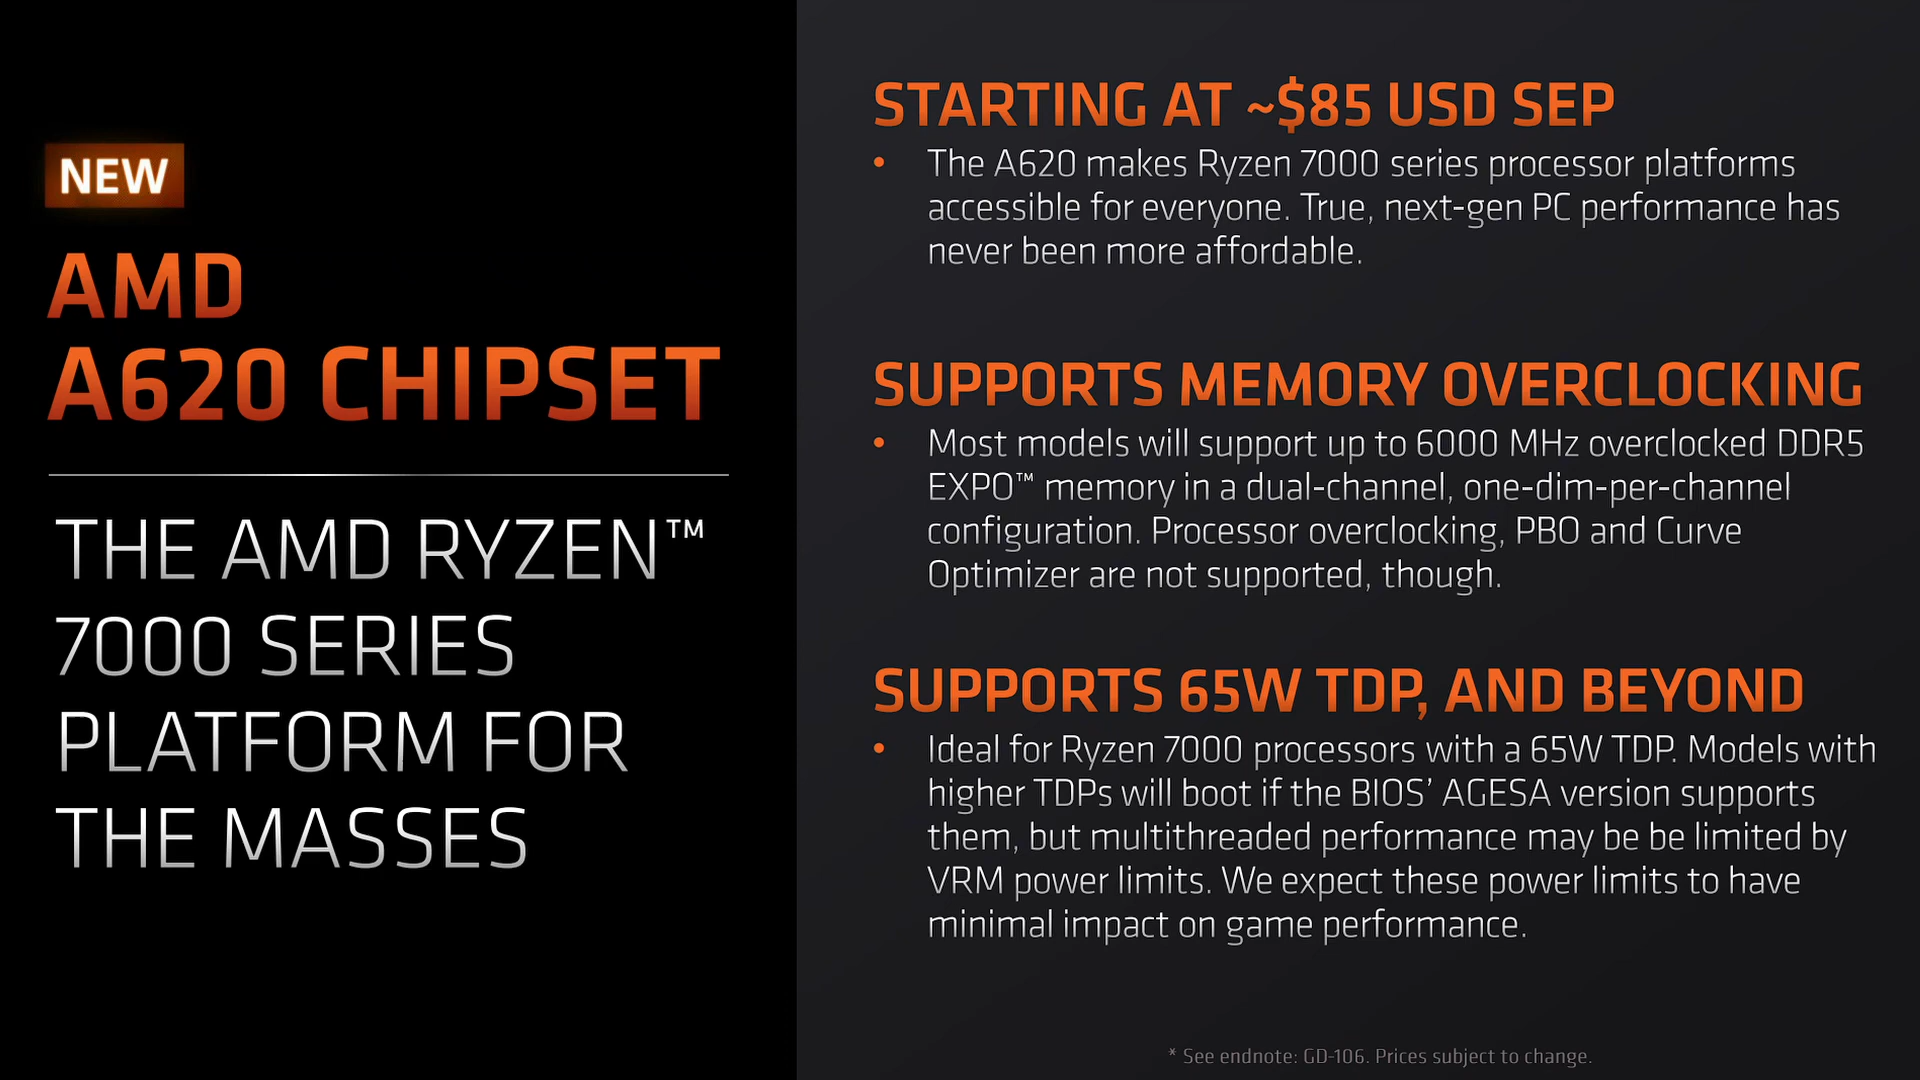 NEW
AMD
A620 CHIPSET
THE AMD RYZEN™
7000 SERIES
PLATFORM FOR
THE MASSES
STARTING AT ~$85 USD SEP
• The A620 makes Ryzen 7000 series processor platforms
accessible for everyone. True, next-gen PC performance has
never been more affordable.
SUPPORTS MEMORY OVERCLOCKING
• Most models will support up to 6000 MHz overclocked DDR5
EXPO™ memory in a dual-channel, one-dim-per-channel
configuration. Processor overclocking, PBO and Curve
Optimizer are not supported, though.
SUPPORTS 65W TDP, AND BEYOND
• Ideal for Ryzen 7000 processors with a 65W TDP. Models with
higher TDPs will boot if the BIOS’ AGESA version supports
them, but multithreaded performance may be be limited by
VRM power limits. We expect these power limits to have
minimal impact on game performance.
* See endnote: GD-106. Prices subject to change.